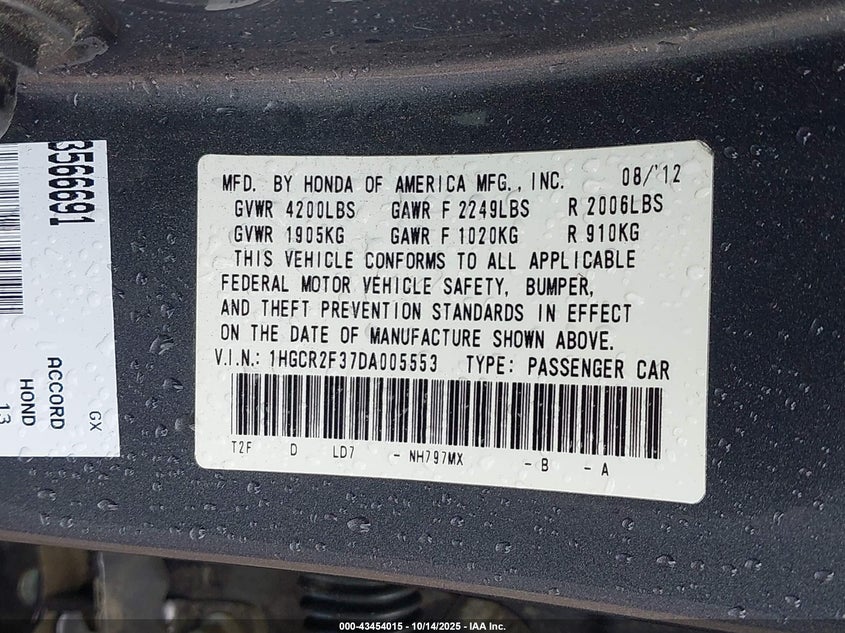 MFD. BY HONDA OF AMERICA MFG., INC. 08/'12
GVWR 4200LBS GAWR F 2249LBS R 2006LBS
GVWR 1905KG GAWR F 1020KG R 910KG
THIS VEHICLE CONFORMS TO ALL APPLICABLE
FEDERAL MOTOR VEHICLE SAFETY, BUMPER,
AND THEFT PREVENTION STANDARDS IN EFFECT
ON THE DATE OF MANUFACTURE SHOWN ABOVE.
V.I.N.: 1HGCR2F37DA005553 TYPE: PASSENGER CAR
T2F D LD7 - NH797MX - B - A
3566691
GX
ACCORD
HOND
13
000-43454015 - 10/14/2025 - IAA Inc.